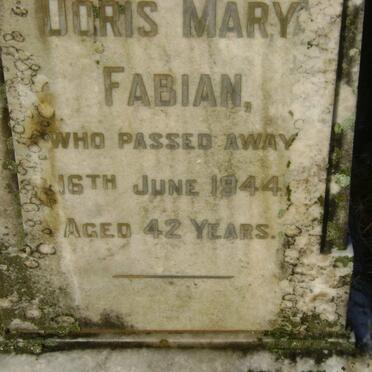 DORIS MARY
FABIAN,
WHO PASSED AWAY
16TH JUNE 1944
AGED 42 YEARS.